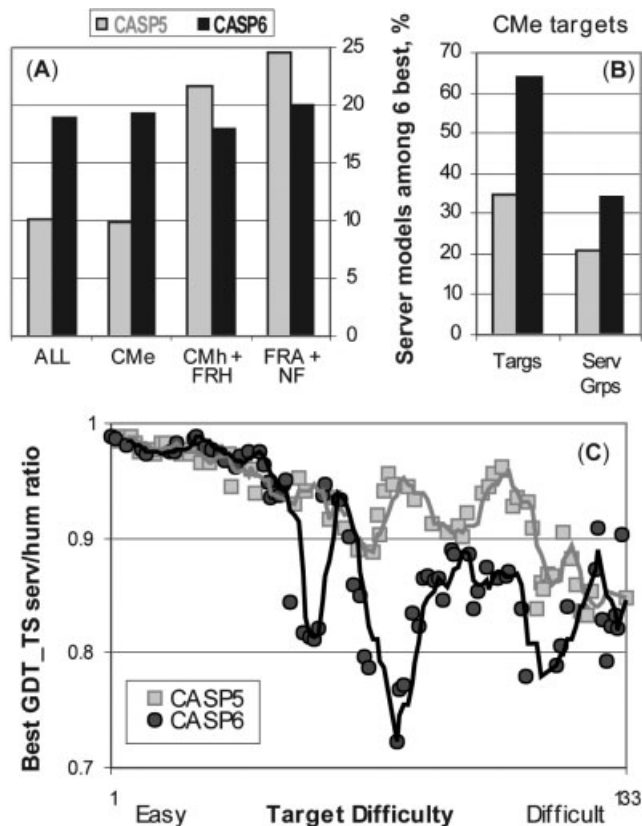 CASP5 CASP6
(A)
25
20
15
10
5
0
ALL CMe CMh + FRH FRA + NF
Server models among 6 best, %
CMe targets
(B)
70
60
50
40
30
20
10
0
Targs Serv Grps
(C)
Best GDT_TS serv/hum ratio
1
0.9
0.8
0.7
CASP5
CASP6
1 133
Easy Target Difficulty Difficult